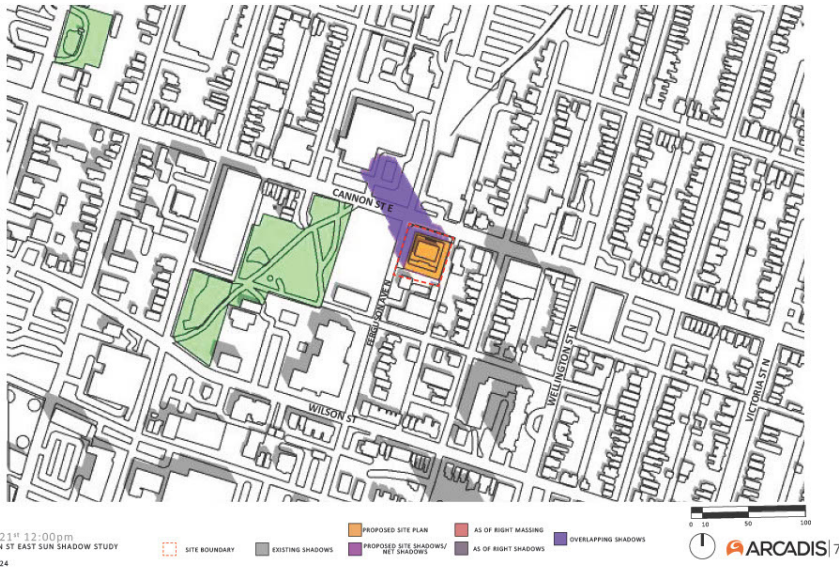 CANNON ST E
FERGUSON AVE N
WELLINGTON ST N
VICTORIA ST N
WILSON ST
21st 12:00pm
N ST EAST SUN SHADOW STUDY
24
SITE BOUNDARY
EXISTING SHADOWS
PROPOSED SITE PLAN
PROPOSED SITE SHADOWS/
NET SHADOWS
AS OF RIGHT MASSING
AS OF RIGHT SHADOWS
OVERLAPPING SHADOWS
0 10 50 100
ARCADIS 7